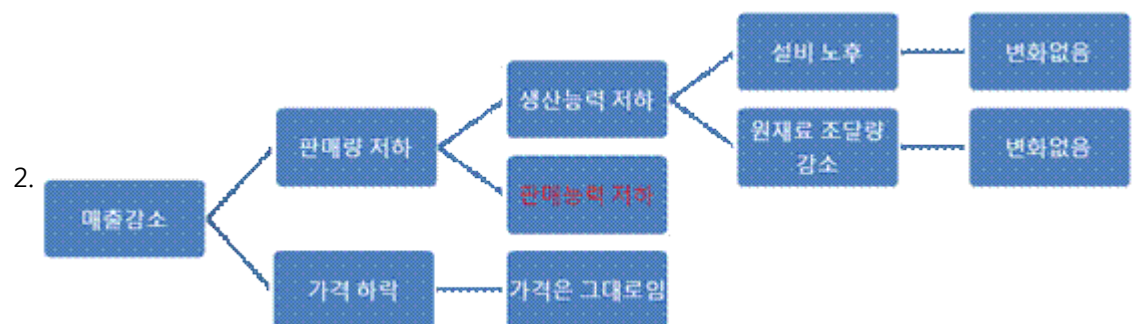 설비 노후
변화없음
생산능력 저하
판매량 저하
원재료 조달량
감소
변화없음
2.
판매능력 저하
매출감소
가격 하락
가격은 그대로임